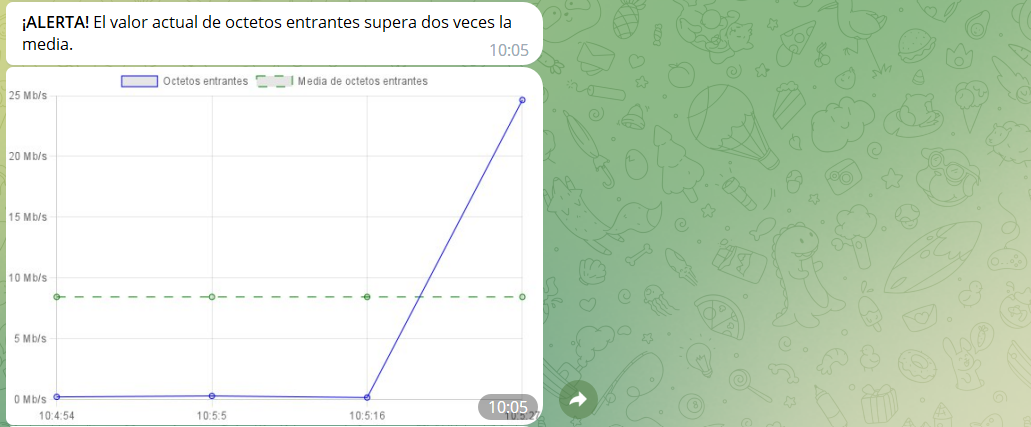 ¡ALERTA! El valor actual de octetos entrantes supera dos veces la
media.
10:05
Octetos entrantes
Media de octetos entrantes
25 Mb/s
20 Mb/s
15 Mb/s
10 Mb/s
5 Mb/s
0 Mb/s
10:4:54
10:5:5
10:5:16
10:5:27
10:05